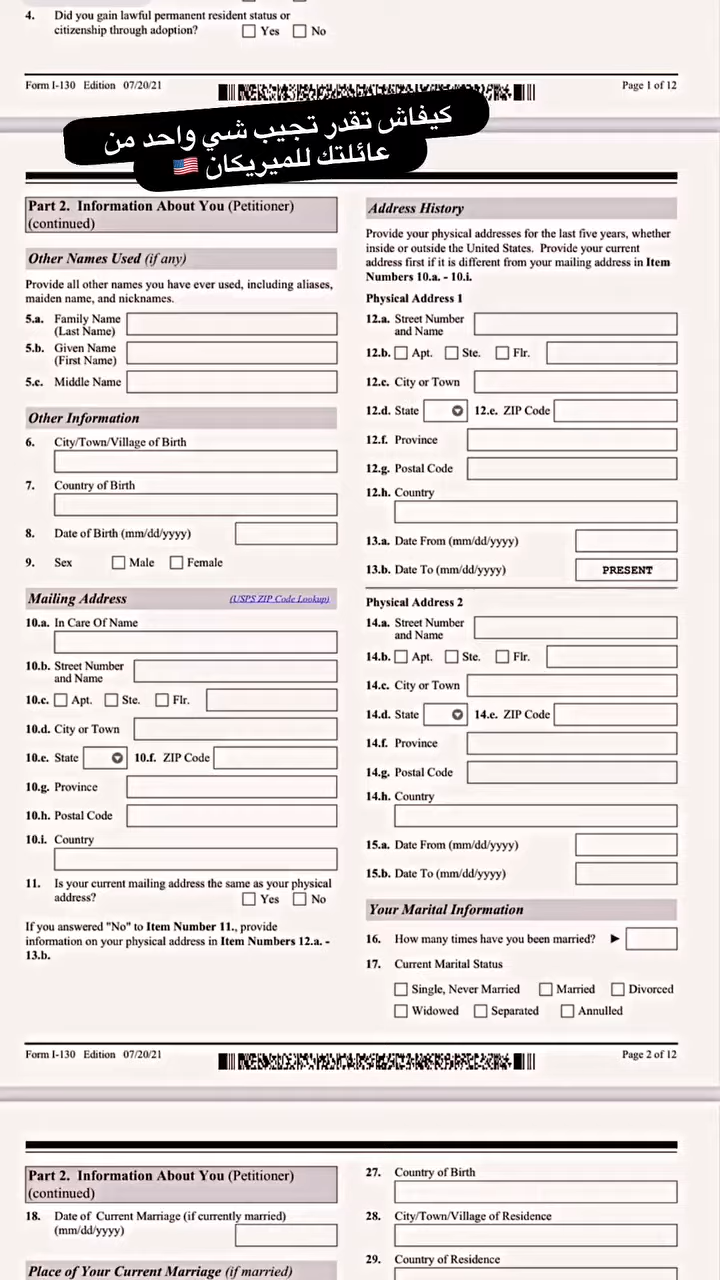 4. Did you gain lawful permanent resident status or
citizenship through adoption? Yes No
Form I-130 Edition 07/20/21 Page 1 of 12
كيفاش تقدر تجيب شي واحد من
عائلتك للميريكان 🇺🇸
Part 2. Information About You (Petitioner)
(continued)
Other Names Used (if any)
Provide all other names you have ever used, including aliases,
maiden name, and nicknames.
5.a. Family Name
(Last Name)
5.b. Given Name
(First Name)
5.c. Middle Name
Other Information
6. City/Town/Village of Birth
7. Country of Birth
8. Date of Birth (mm/dd/yyyy)
9. Sex Male Female
Mailing Address (USPS ZIP Code Lookup)
10.a. In Care Of Name
10.b. Street Number
and Name
10.c. Apt. Ste. Flr.
10.d. City or Town
10.e. State 10.f. ZIP Code
10.g. Province
10.h. Postal Code
10.i. Country
11. Is your current mailing address the same as your physical
address? Yes No
If you answered "No" to Item Number 11., provide
information on your physical address in Item Numbers 12.a. -
13.b.
Address History
Provide your physical addresses for the last five years, whether
inside or outside the United States. Provide your current
address first if it is different from your mailing address in Item
Numbers 10.a. - 10.i.
Physical Address 1
12.a. Street Number
and Name
12.b. Apt. Ste. Flr.
12.c. City or Town
12.d. State 12.e. ZIP Code
12.f. Province
12.g. Postal Code
12.h. Country
13.a. Date From (mm/dd/yyyy)
13.b. Date To (mm/dd/yyyy) PRESENT
Physical Address 2
14.a. Street Number
and Name
14.b. Apt. Ste. Flr.
14.c. City or Town
14.d. State 14.e. ZIP Code
14.f. Province
14.g. Postal Code
14.h. Country
15.a. Date From (mm/dd/yyyy)
15.b. Date To (mm/dd/yyyy)
Your Marital Information
16. How many times have you been married?
17. Current Marital Status
Single, Never Married Married Divorced
Widowed Separated Annulled
Form I-130 Edition 07/20/21 Page 2 of 12
Part 2. Information About You (Petitioner)
(continued)
18. Date of Current Marriage (if currently married)
(mm/dd/yyyy)
Place of Your Current Marriage (if married)
27. Country of Birth
28. City/Town/Village of Residence
29. Country of Residence